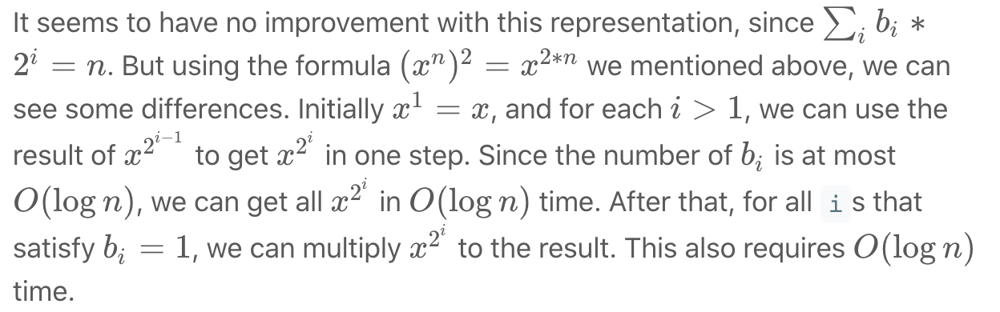 It seems to have no improvement with this representation, since $\sum_i b_i *$
$2^i = n$. But using the formula $(x^n)^2 = x^{2*n}$ we mentioned above, we can
see some differences. Initially $x^1 = x$, and for each $i > 1$, we can use the
result of $x^{2^{i-1}}$ to get $x^{2^i}$ in one step. Since the number of $b_i$ is at most
$O(\log n)$, we can get all $x^{2^i}$ in $O(\log n)$ time. After that, for all i s that
satisfy $b_i = 1$, we can multiply $x^{2^i}$ to the result. This also requires $O(\log n)$
time.